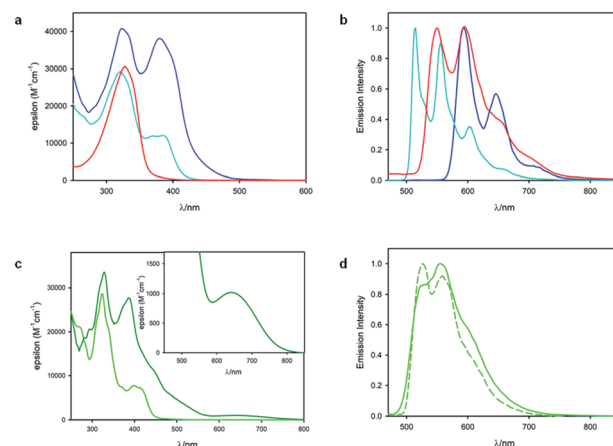 a
epsilon (M⁻¹cm⁻¹)
40000
30000
20000
10000
0
300 400 500 600
λ/nm
b
Emission Intensity
1.0
0.8
0.6
0.4
0.2
0.0
500 600 700 800
λ/nm
c
epsilon (M⁻¹cm⁻¹)
30000
20000
10000
0
300 400 500 600 700 800
λ/nm
epsilon (M⁻¹cm⁻¹)
1500
1000
500
0
500 600 700 800
λ/nm
d
Emission Intensity
1.0
0.8
0.6
0.4
0.2
0.0
500 600 700 800
λ/nm